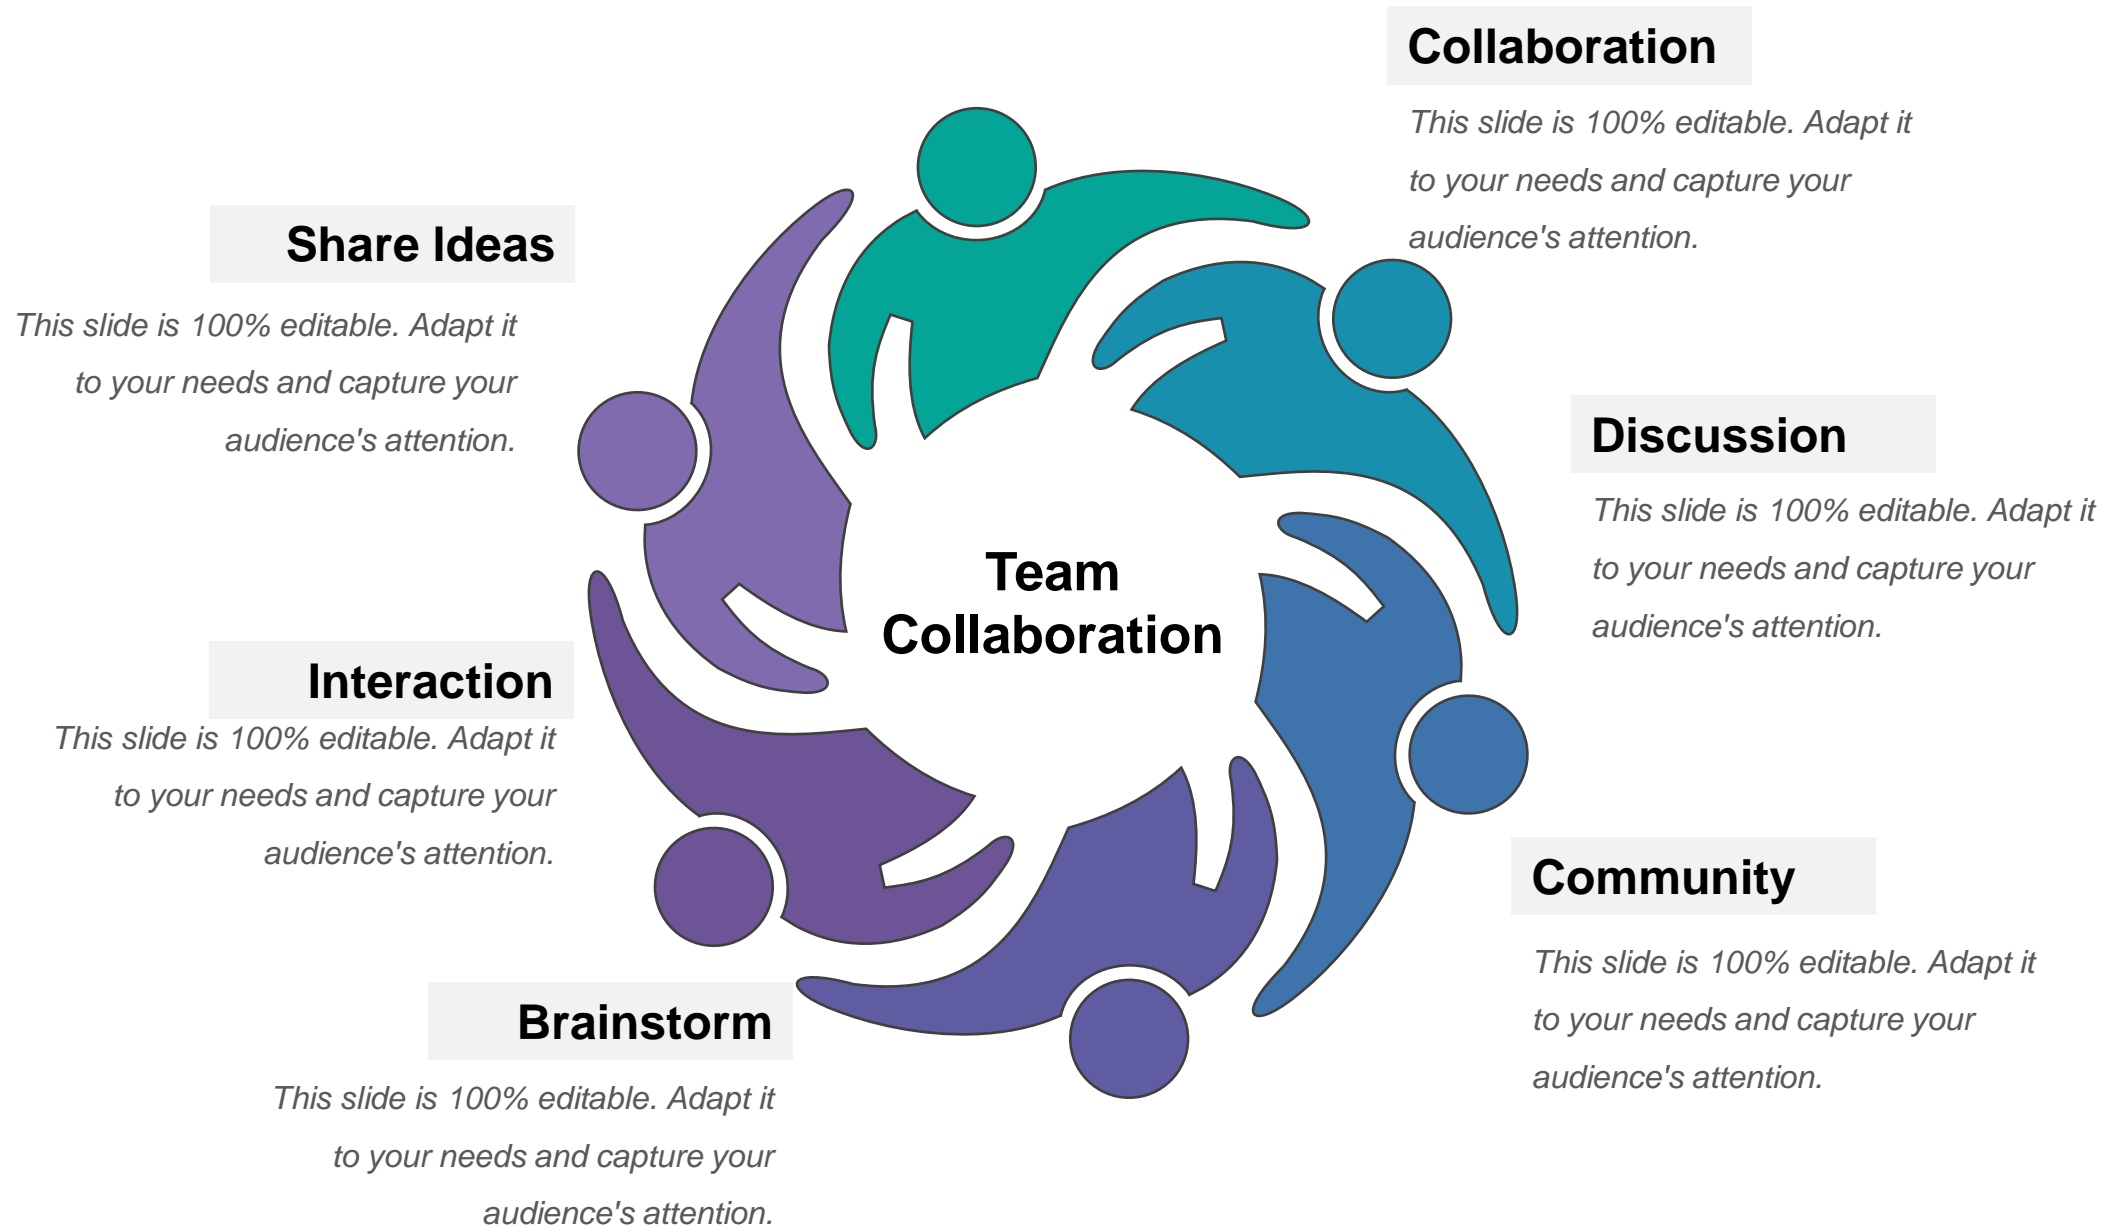 Collaboration
This slide is 100% editable. Adapt it
to your needs and capture your
audience's attention.
Share Ideas
This slide is 100% editable. Adapt it
to your needs and capture your
audience's attention.
Discussion
This slide is 100% editable. Adapt it
to your needs and capture your
audience's attention.
Team
Collaboration
Interaction
This slide is 100% editable. Adapt it
to your needs and capture your
audience's attention.
Community
This slide is 100% editable. Adapt it
to your needs and capture your
audience's attention.
Brainstorm
This slide is 100% editable. Adapt it
to your needs and capture your
audience's attention.